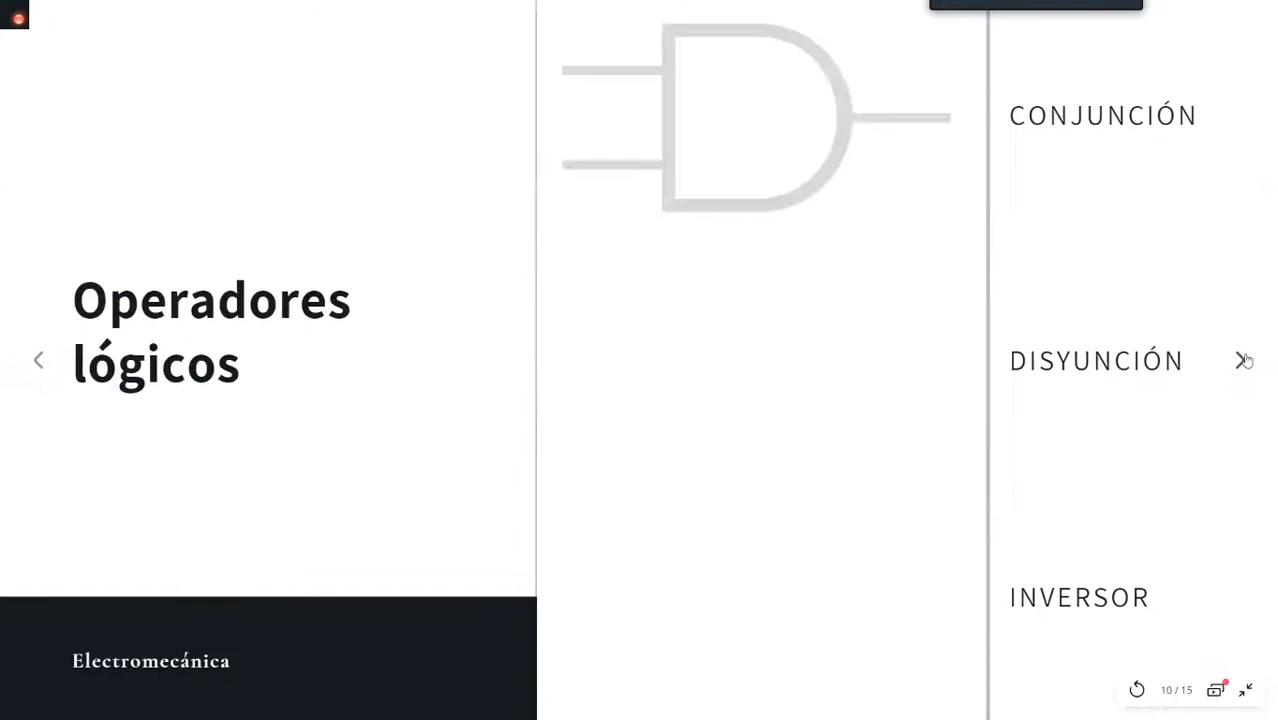 Operadores
lógicos
Electromecánica
CONJUNCIÓN
DISYUNCIÓN
INVERSOR
10 / 15